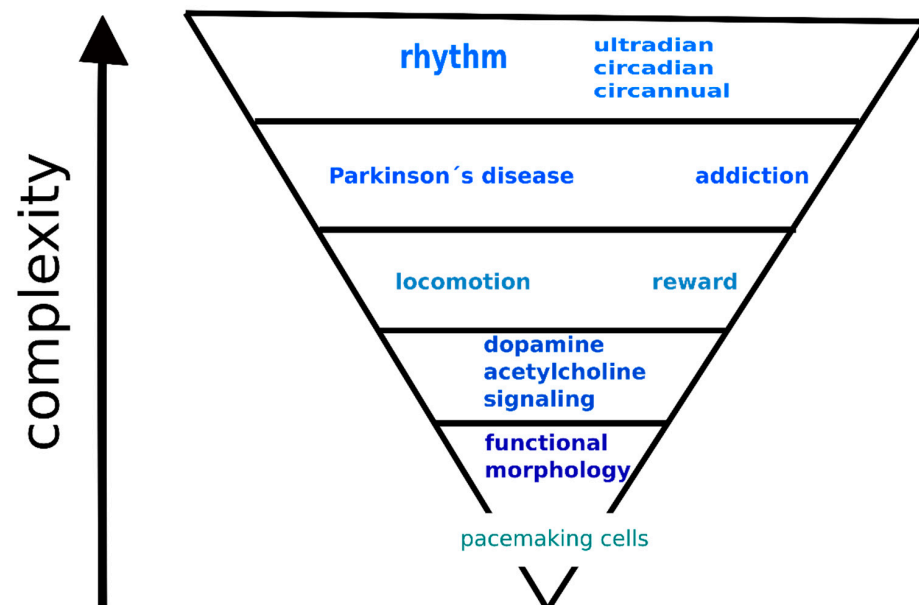 complexity
rhythm
ultradian
circadian
circannual
Parkinson´s disease
addiction
locomotion
reward
dopamine
acetylcholine
signaling
functional
morphology
pacemaking cells